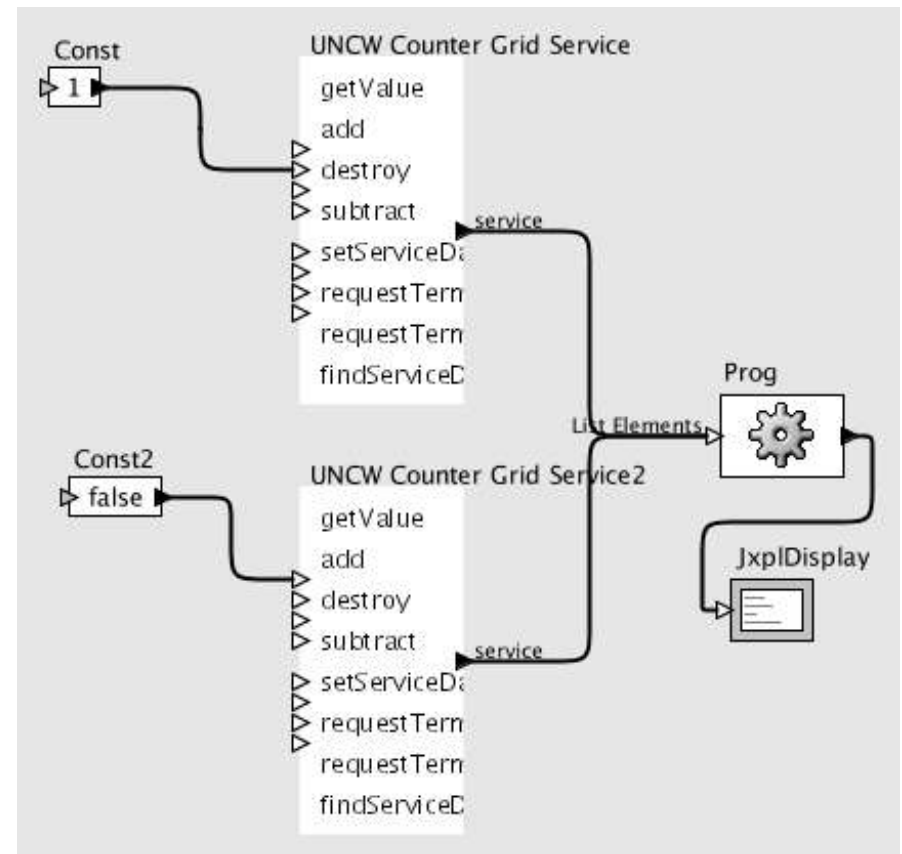 Const
1
UNCW Counter Grid Service
getValue
add
destroy
subtract
service
setServiceDa
requestTerm
requestTerm
findServiceD
Prog
List Elements
Const2
false
UNCW Counter Grid Service2
getValue
add
destroy
subtract
service
setServiceDa
requestTerm
requestTerm
findServiceD
JxplDisplay